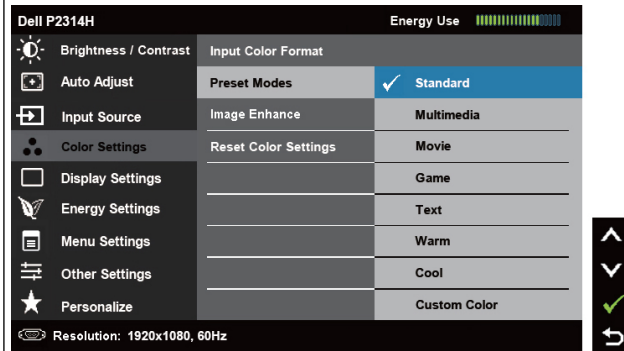 Dell P2314H Energy Use
Brightness / Contrast
Auto Adjust
Input Source
Color Settings
Display Settings
Energy Settings
Menu Settings
Other Settings
Personalize
Input Color Format
Preset Modes
Image Enhance
Reset Color Settings
Standard
Multimedia
Movie
Game
Text
Warm
Cool
Custom Color
Resolution: 1920x1080, 60Hz